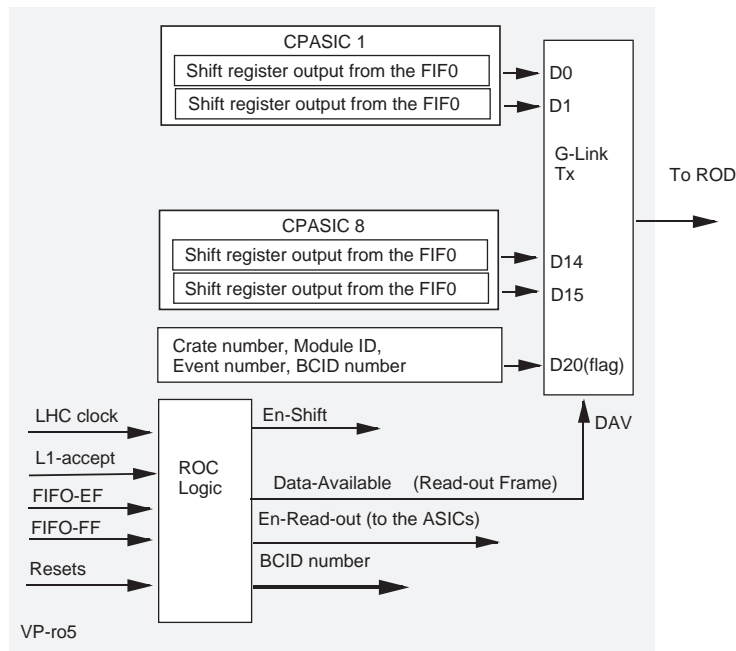 CPASIC 1
Shift register output from the FIF0
Shift register output from the FIF0
D0
D1
G-Link
Tx
To ROD
CPASIC 8
Shift register output from the FIF0
Shift register output from the FIF0
D14
D15
Crate number, Module ID,
Event number, BCID number
D20(flag)
DAV
LHC clock
L1-accept
FIFO-EF
FIFO-FF
Resets
ROC
Logic
En-Shift
Data-Available (Read-out Frame)
En-Read-out (to the ASICs)
BCID number
VP-ro5